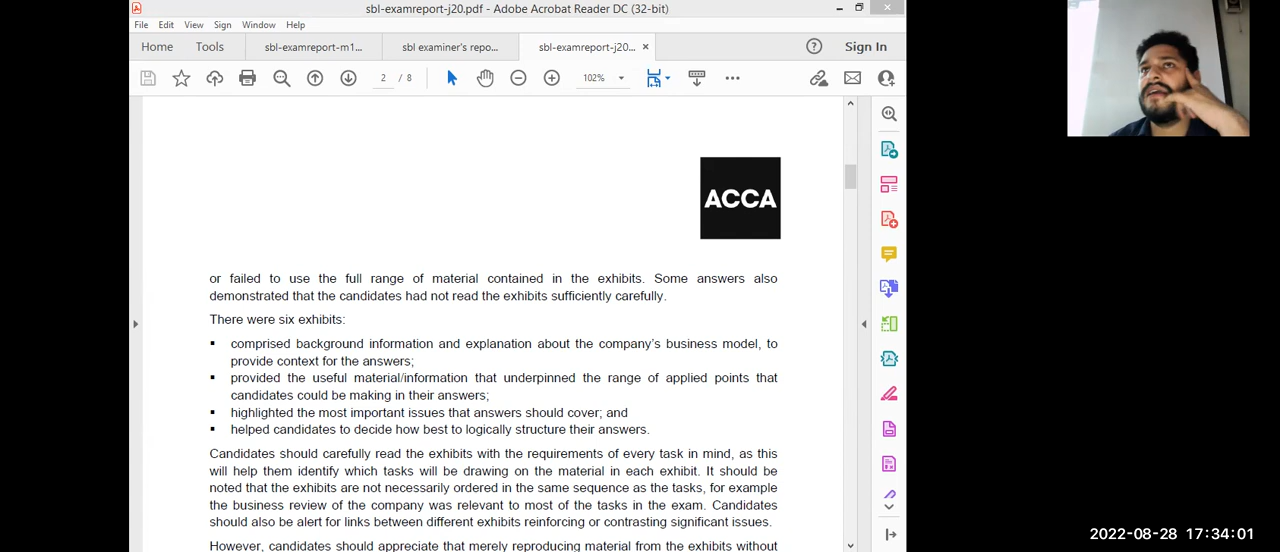 sbl-examreport-j20.pdf - Adobe Acrobat Reader DC (32-bit)
File Edit View Sign Window Help
Home Tools sbl-examreport-m1... sbl examiner's repo... sbl-examreport-j20... × Sign In
2 / 8 102%
ACCA
or failed to use the full range of material contained in the exhibits. Some answers also
demonstrated that the candidates had not read the exhibits sufficiently carefully.
There were six exhibits:
▪ comprised background information and explanation about the company's business model, to
provide context for the answers;
▪ provided the useful material/information that underpinned the range of applied points that
candidates could be making in their answers;
▪ highlighted the most important issues that answers should cover; and
▪ helped candidates to decide how best to logically structure their answers.
Candidates should carefully read the exhibits with the requirements of every task in mind, as this
will help them identify which tasks will be drawing on the material in each exhibit. It should be
noted that the exhibits are not necessarily ordered in the same sequence as the tasks, for example
the business review of the company was relevant to most of the tasks in the exam. Candidates
should also be alert for links between different exhibits reinforcing or contrasting significant issues.
However, candidates should appreciate that merely reproducing material from the exhibits without
2022-08-28 17:34:01